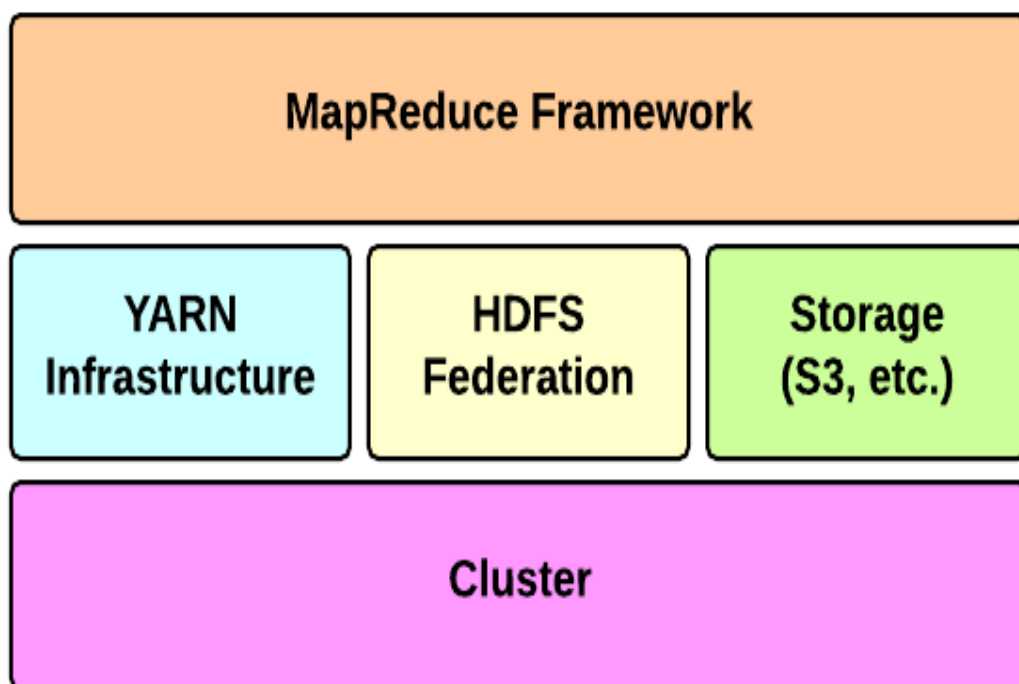 MapReduce Framework
YARN
Infrastructure
HDFS
Federation
Storage
(S3, etc.)
Cluster